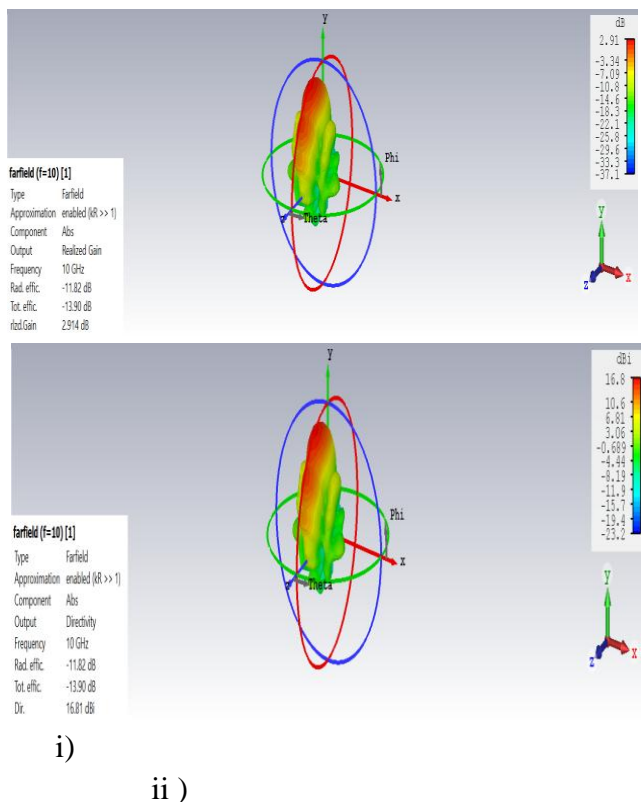 y
dB
2.91
-3.34
-7.09
-10.8
-14.6
-18.3
-22.1
-25.8
-29.6
-33.3
-37.1
Phi
x
Theta
farfield (f=10) [1]
Type Farfield
Approximation enabled (kR >> 1)
Component Abs
Output Realized Gain
Frequency 10 GHz
Rad. effic. -11.82 dB
Tot. effic. -13.90 dB
rlzd.Gain 2.914 dB
y
z
x
y
dBi
16.8
10.6
6.81
3.06
-0.689
-4.44
-8.19
-11.9
-15.7
-19.4
-23.2
Phi
x
Theta
farfield (f=10) [1]
Type Farfield
Approximation enabled (kR >> 1)
Component Abs
Output Directivity
Frequency 10 GHz
Rad. effic. -11.82 dB
Tot. effic. -13.90 dB
Dir. 16.81 dBi
y
z
x
i)
ii )